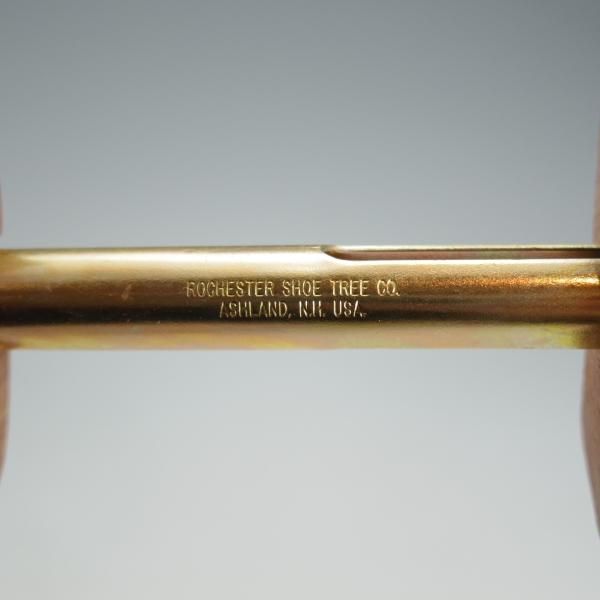 ROCHESTER SHOE TREE CO.
ASHLAND, N.H. USA.